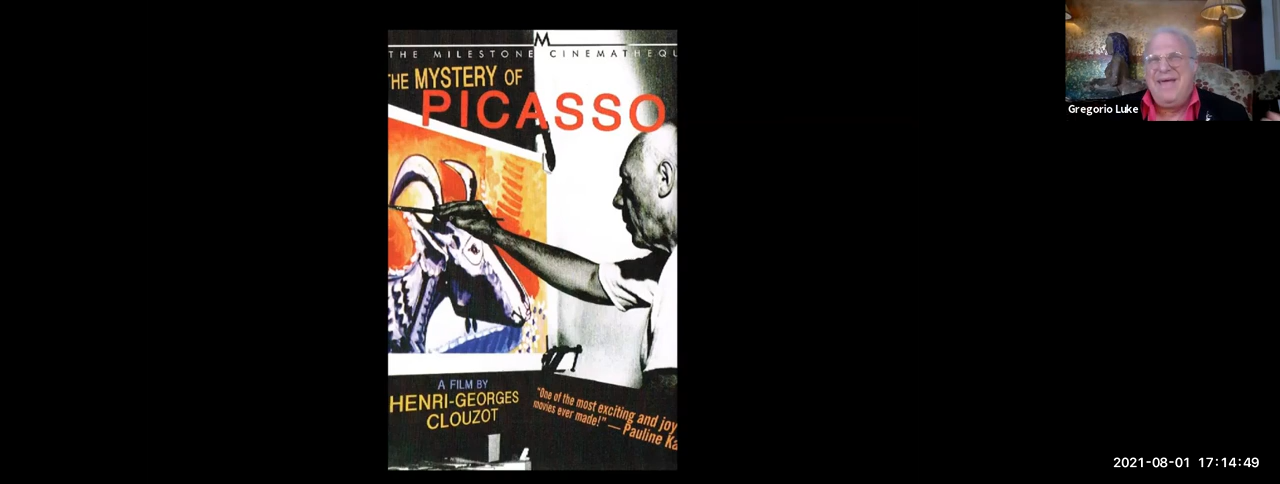 THE MILESTONE CINEMATHEQU
THE MYSTERY OF
PICASSO
A FILM BY
HENRI-GEORGES
CLOUZOT
"One of the most exciting and joy
movies ever made!" — Pauline Ka
Gregorio Luke
2021-08-01 17:14:49